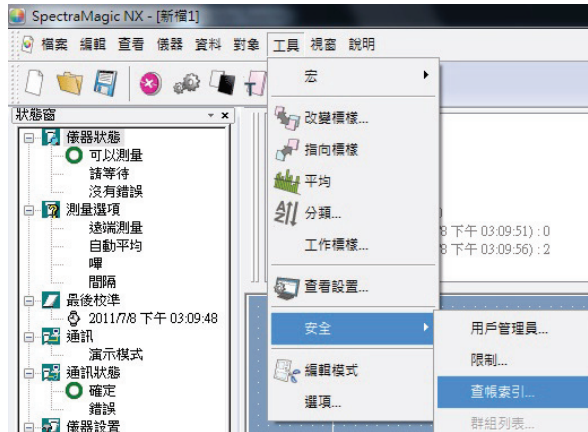 SpectraMagic NX - [新檔1]
檔案 編輯 查看 儀器 資料 對象 工具 視窗 說明
狀態窗
儀器狀態
可以測量
請等待
沒有錯誤
測量選項
遠端測量
自動平均
嗶
間隔
最後校準
2011/7/8 下午 03:09:48
通訊
演示模式
通訊狀態
確定
錯誤
儀器設置
宏
改變標樣...
指向標樣
平均
分類...
工作標樣...
查看設置...
安全
編輯模式
選項...
/8 下午 03:09:51) : 0
/8 下午 03:09:56) : 2
用戶管理員...
限制...
查帳索引...
群組列表...